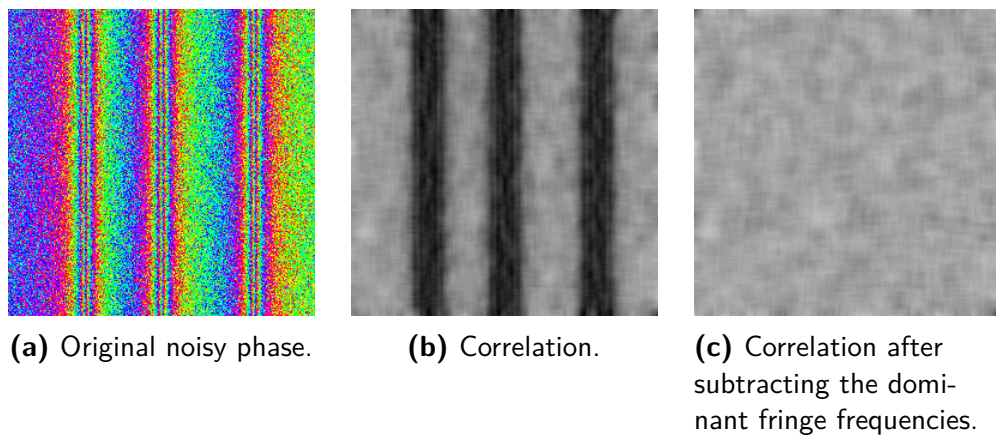 (a) Original noisy phase.
(b) Correlation.
(c) Correlation after
subtracting the domi-
nant fringe frequencies.